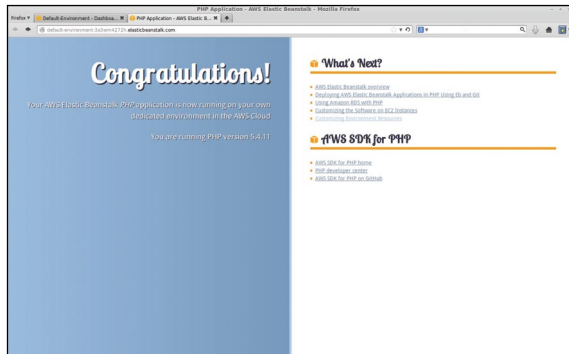 PHP Application - AWS Elastic Beanstalk - Mozilla Firefox
Firefox
Default-Environment - Dashboa...
PHP Application - AWS Elastic B...
elasticbeanstalk.com
Congratulations!
Your AWS Elastic Beanstalk PHP application is now running on your own
dedicated environment in the AWS Cloud
You are running PHP version 5.4.11
What's Next?
AWS Elastic Beanstalk overview
Deploying AWS Elastic Beanstalk Applications in PHP Using Eb and Git
Using Amazon RDS with PHP
Customizing the Software on EC2 Instances
Customizing Environment Resources
AWS SDK for PHP
AWS SDK for PHP home
PHP developer center
AWS SDK for PHP on GitHub